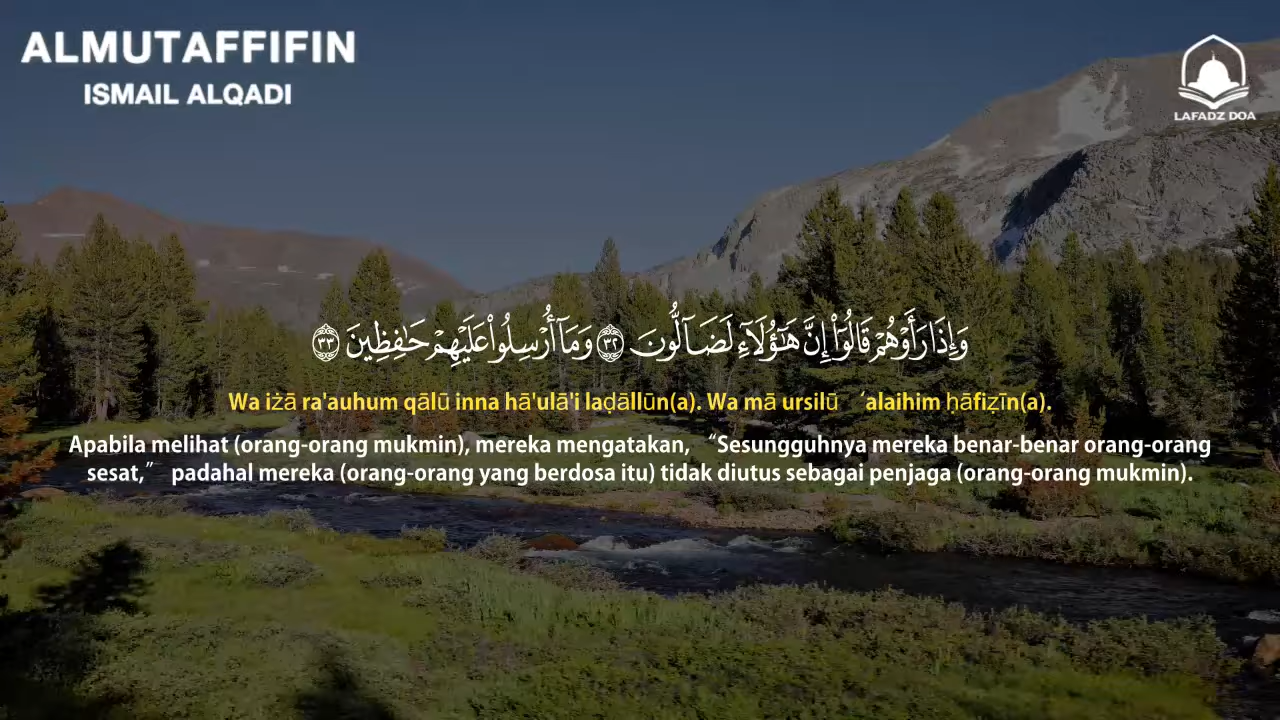 ALMUTAFFIFIN
ISMAIL ALQADI
LAFADZ DOA
وَإِذَا رَأَوْهُمْ قَالُوٓا۟ إِنَّ هَٰٓؤُلَآءِ لَضَآلُّونَ ٣٢ وَمَآ أُرْسِلُوا۟ عَلَيْهِمْ حَٰفِظِينَ ٣٣
Wa iżā ra'auhum qālū inna hā'ulā'i laḍāllūn(a). Wa mā ursilū ‘alaihim ḥāfiẓīn(a).
Apabila melihat (orang-orang mukmin), mereka mengatakan, “Sesungguhnya mereka benar-benar orang-orang
sesat,” padahal mereka (orang-orang yang berdosa itu) tidak diutus sebagai penjaga (orang-orang mukmin).